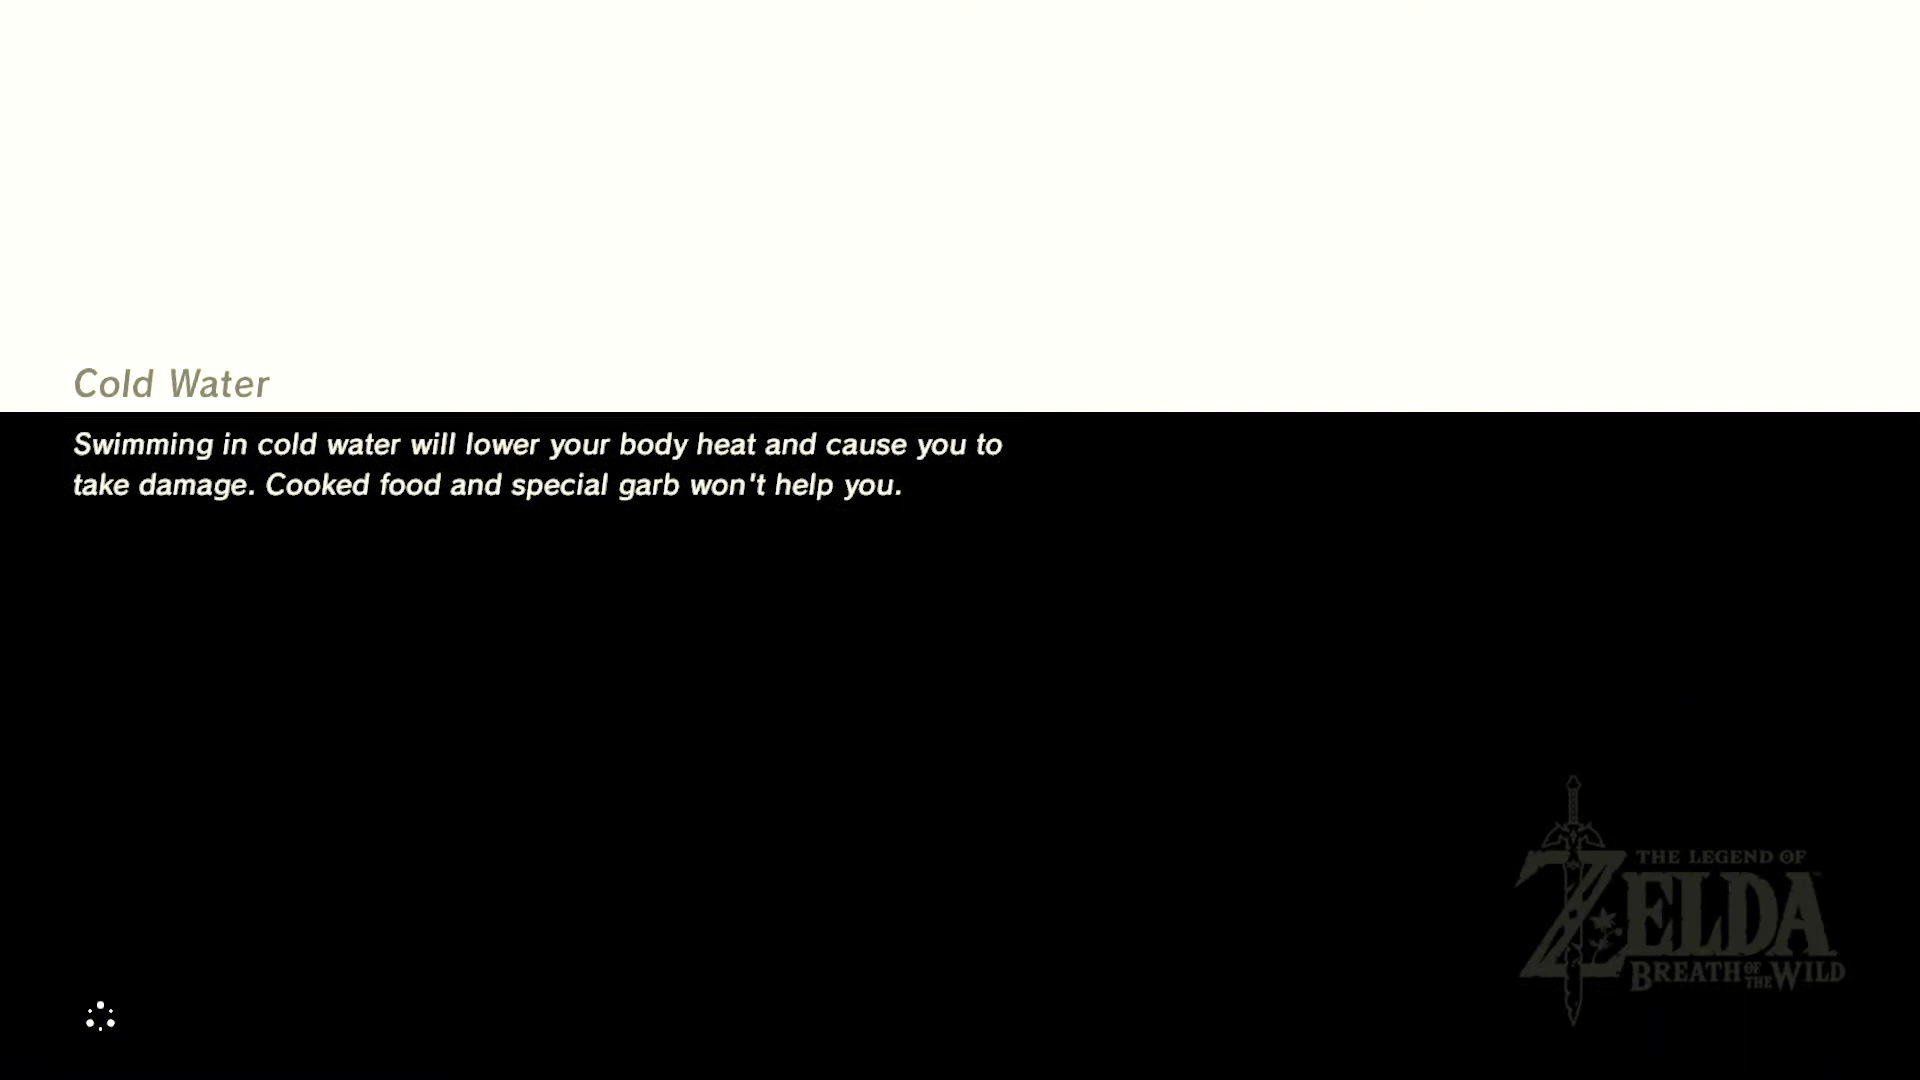 Cold Water
Swimming in cold water will lower your body heat and cause you to
take damage. Cooked food and special garb won't help you.
THE LEGEND OF
ZELDA
BREATH OF THE WILD